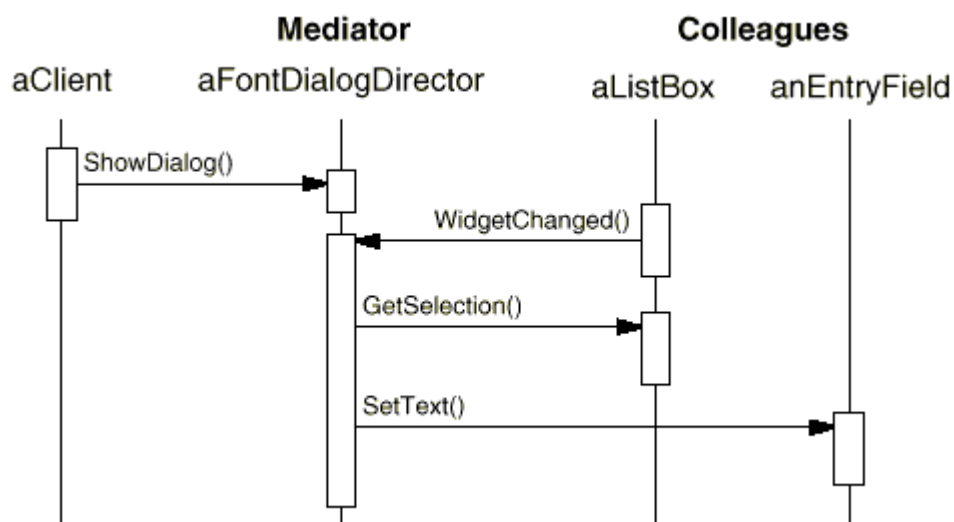 Mediator
Colleagues
aClient
aFontDialogDirector
aListBox
anEntryField
ShowDialog()
WidgetChanged()
GetSelection()
SetText()